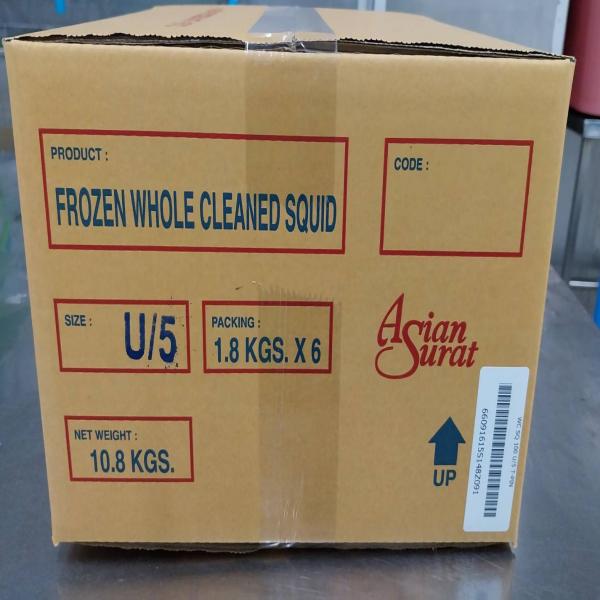 PRODUCT :
FROZEN WHOLE CLEANED SQUID
CODE :
SIZE :
U/5
PACKING :
1.8 KGS. X 6
Asian
Surat
NET WEIGHT :
10.8 KGS.
UP